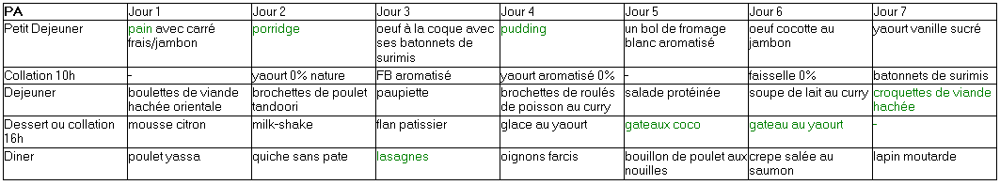 PA Jour 1 Jour 2 Jour 3 Jour 4 Jour 5 Jour 6 Jour 7
Petit Dejeuner pain avec carré frais/jambon porridge oeuf à la coque avec ses batonnets de surimis pudding un bol de fromage blanc aromatisé oeuf cocotte au jambon yaourt vanille sucré
Collation 10h - yaourt 0% nature FB aromatisé yaourt aromatisé 0% - faisselle 0% batonnets de surimis
Dejeuner boulettes de viande hachée orientale brochettes de poulet tandoori paupiette brochettes de roulés de poisson au curry salade protéinée soupe de lait au curry croquettes de viande hachée
Dessert ou collation 16h mousse citron milk-shake flan patissier glace au yaourt gateaux coco gateau au yaourt -
Diner poulet yassa quiche sans pate lasagnes oignons farcis bouillon de poulet aux nouilles crepe salée au saumon lapin moutarde